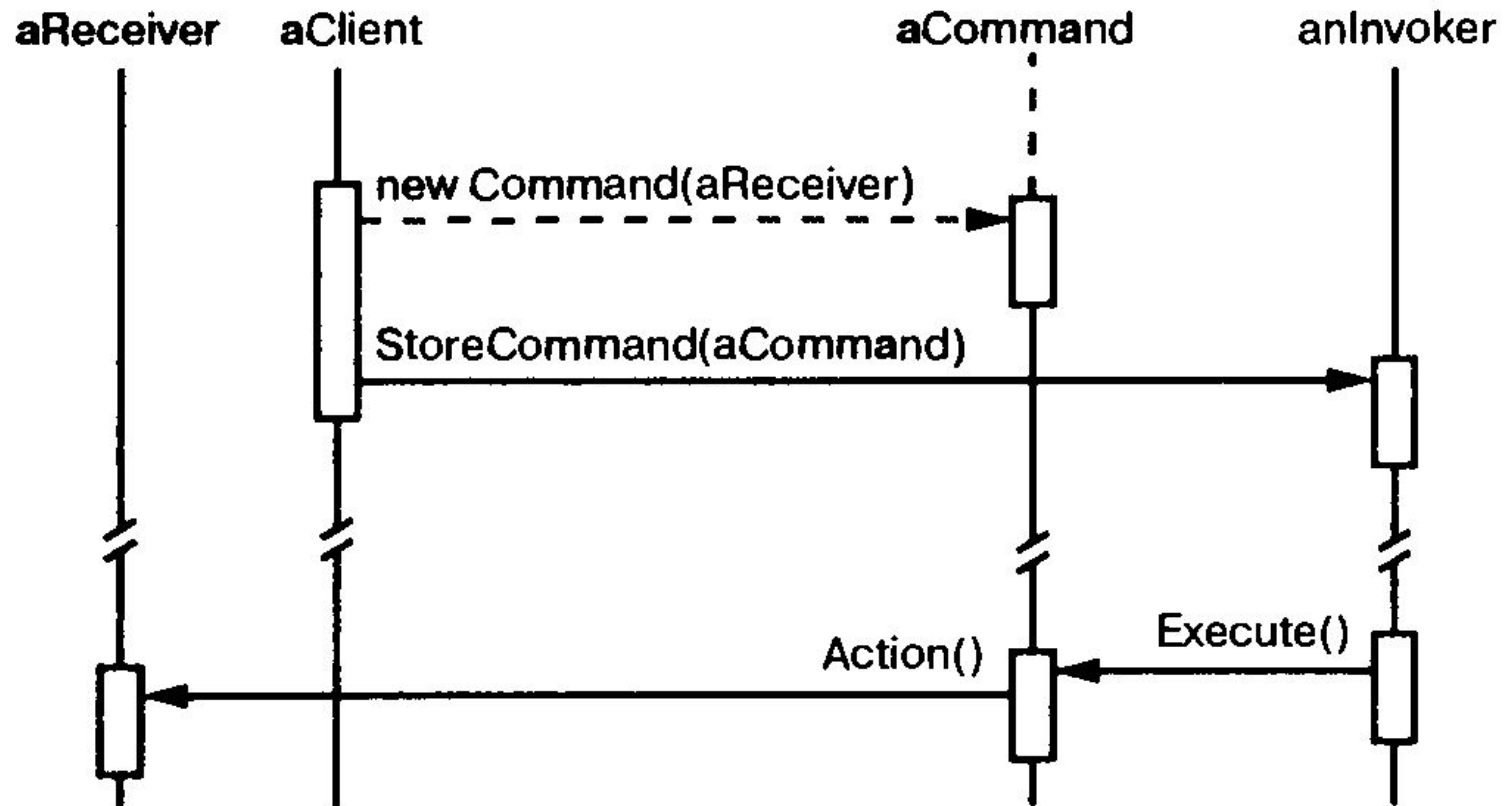 aReceiver
aClient
aCommand
anInvoker
new Command(aReceiver)
StoreCommand(aCommand)
Execute()
Action()